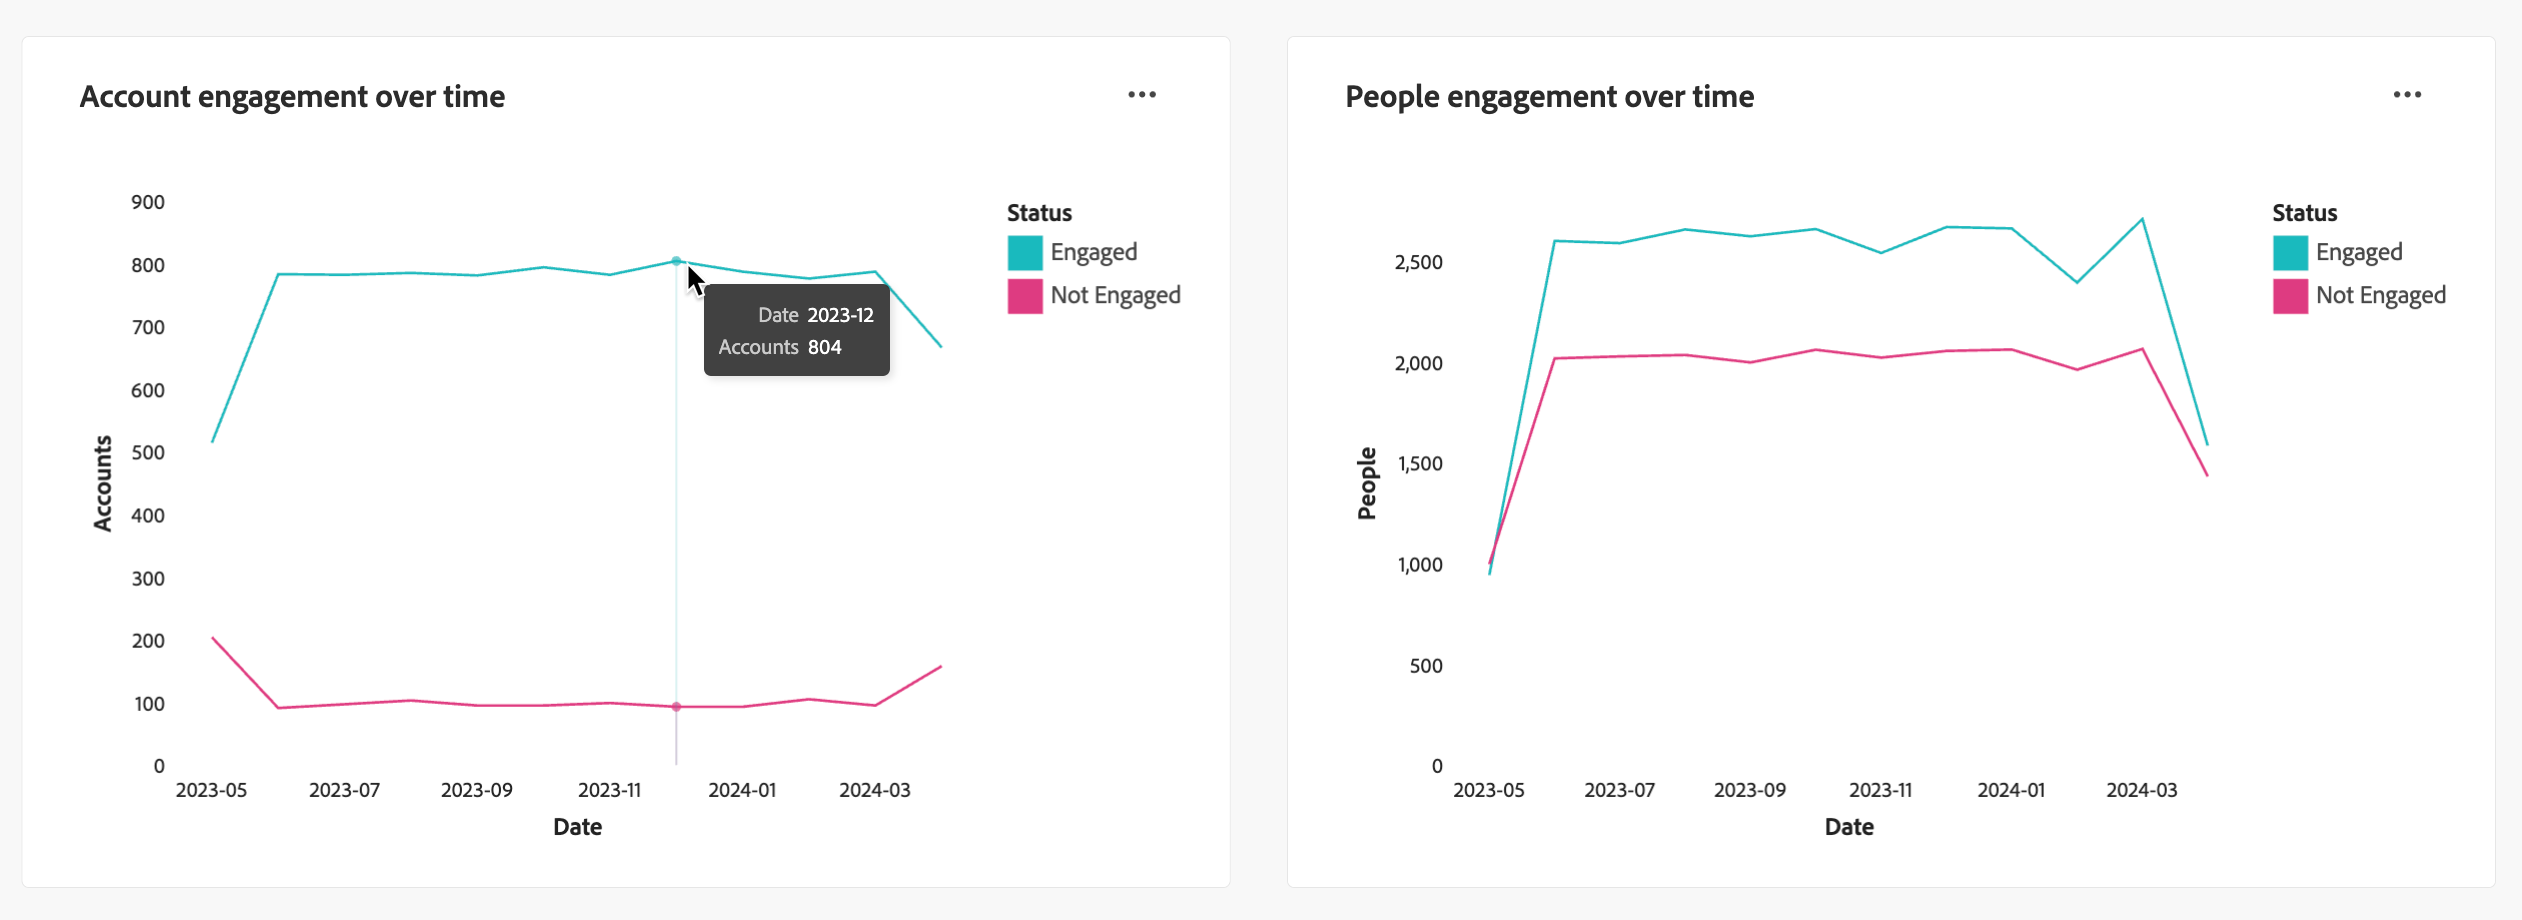 Account engagement over time
900
800
700
600
500
400
300
200
100
0
Accounts
2023-05 2023-07 2023-09 2023-11 2024-01 2024-03
Date
Status
Engaged
Not Engaged
Date 2023-12
Accounts 804
People engagement over time
2,500
2,000
1,500
1,000
500
0
People
2023-05 2023-07 2023-09 2023-11 2024-01 2024-03
Date
Status
Engaged
Not Engaged